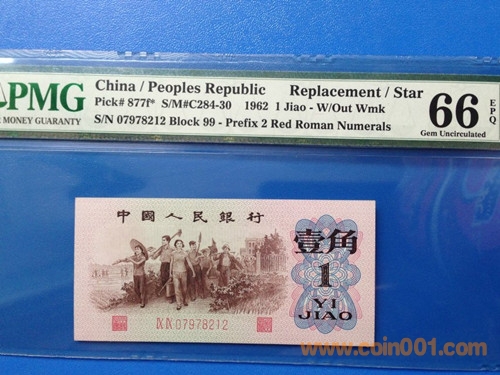 PMG
MONEY GUARANTY
China / Peoples Republic Replacement / Star
Pick# 877f* S/M#C284-30 1962 1 Jiao - W/Out Wmk
S/N 07978212 Block 99 - Prefix 2 Red Roman Numerals
66 EPQ
Gem Uncirculated
中國人民銀行
壹角
1
YI
JIAO
IX IX 07978212
www.coin001.com